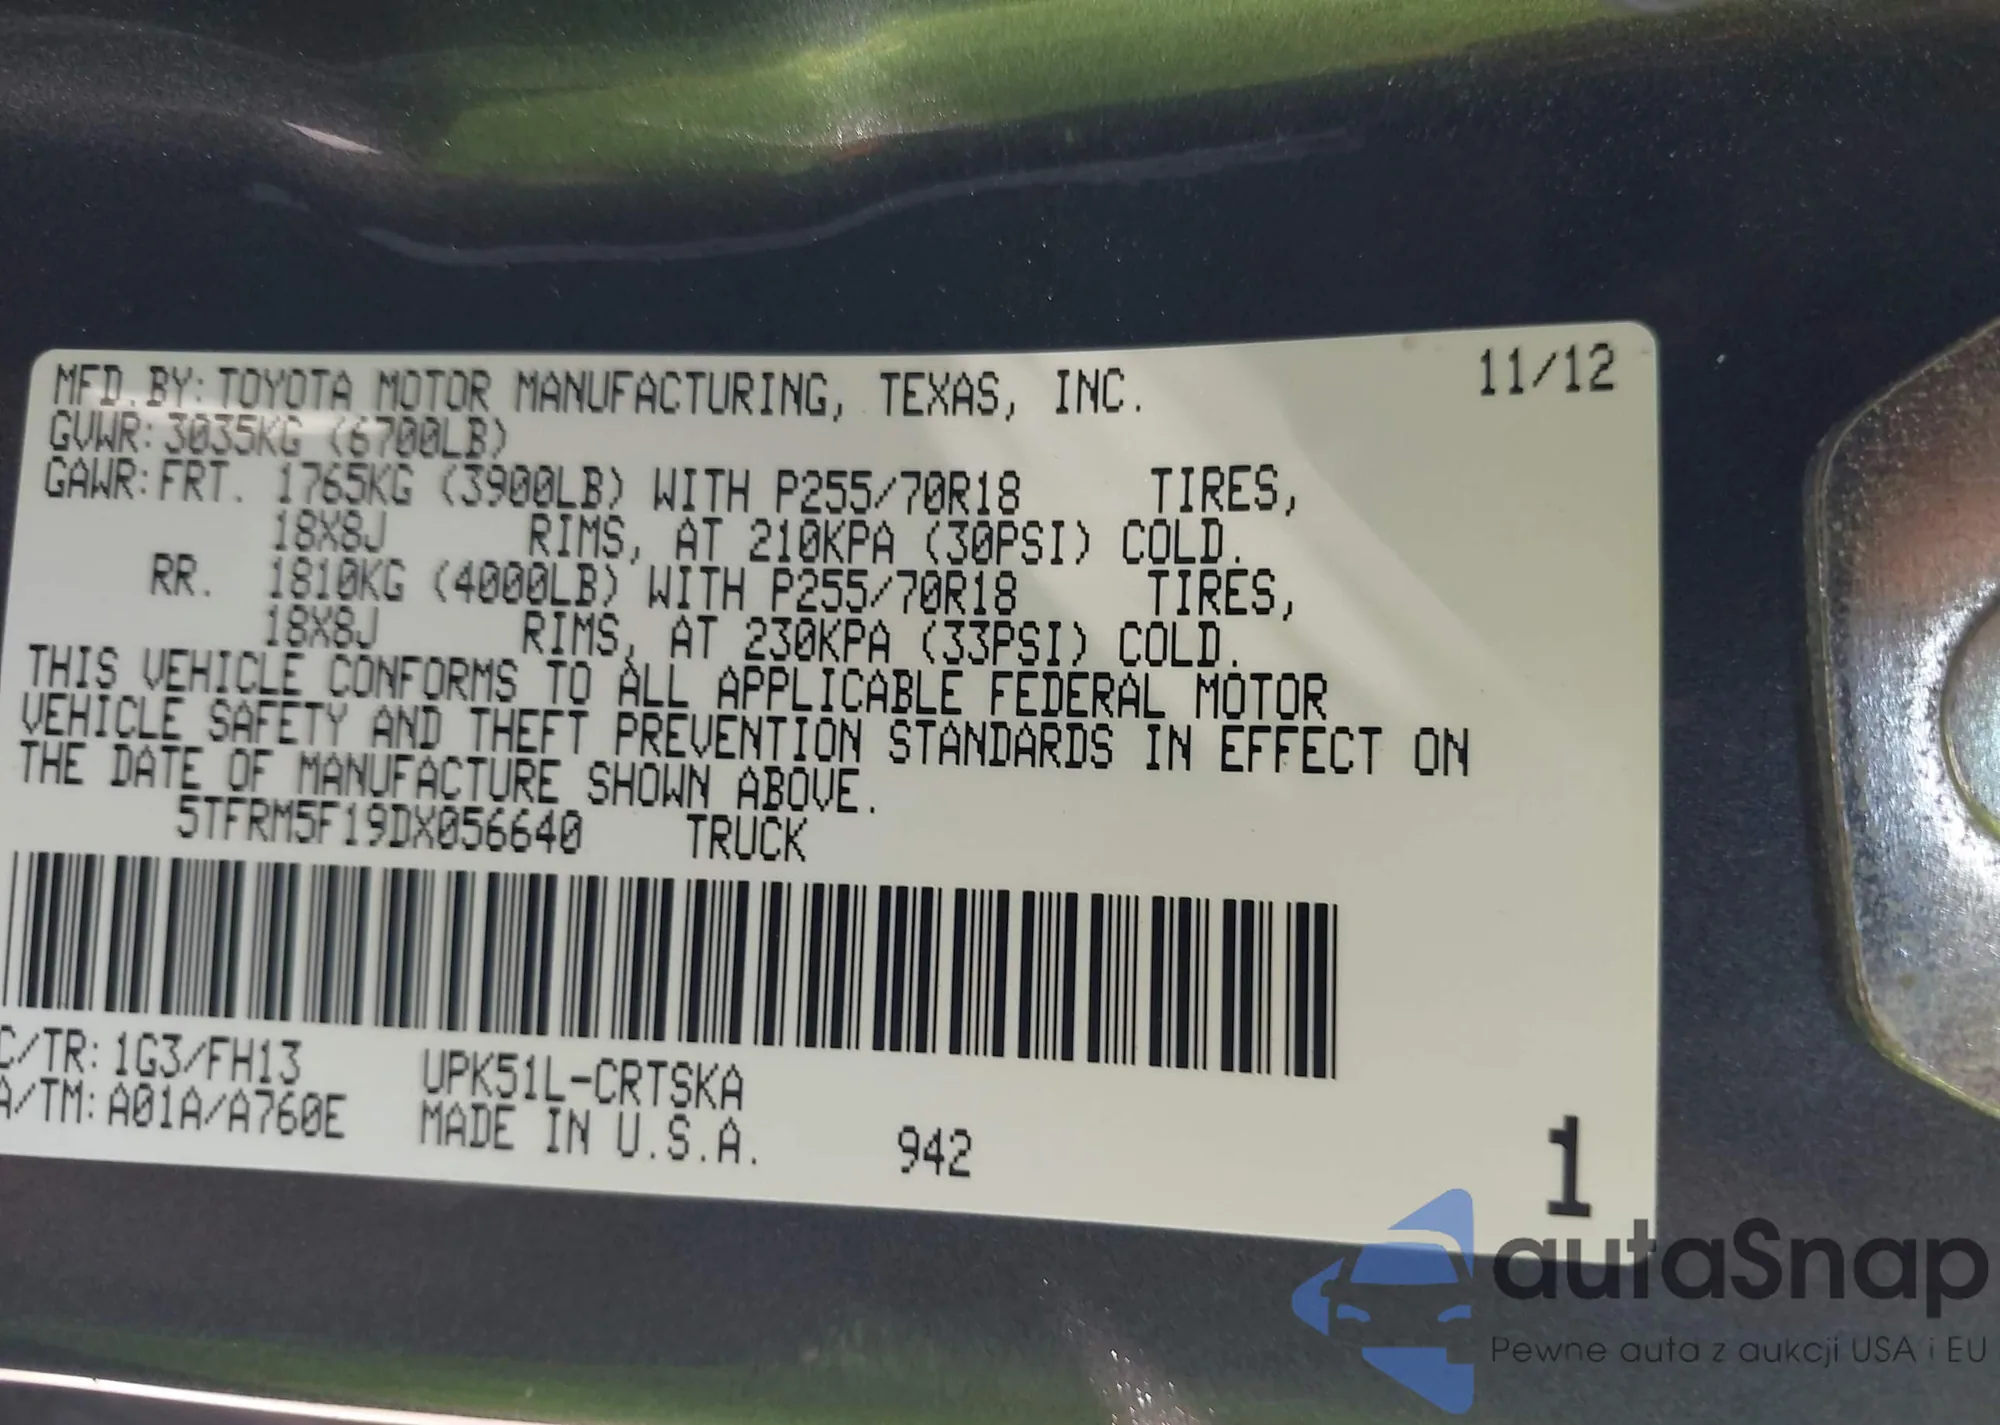 MFD.BY:TOYOTA MOTOR MANUFACTURING, TEXAS, INC. 11/12
GVWR:3035KG (6700LB)
GAWR:FRT. 1765KG (3900LB) WITH P255/70R18 TIRES,
18X8J RIMS, AT 210KPA (30PSI) COLD.
RR. 1810KG (4000LB) WITH P255/70R18 TIRES,
18X8J RIMS, AT 230KPA (33PSI) COLD.
THIS VEHICLE CONFORMS TO ALL APPLICABLE FEDERAL MOTOR
VEHICLE SAFETY AND THEFT PREVENTION STANDARDS IN EFFECT ON
THE DATE OF MANUFACTURE SHOWN ABOVE.
5TFRM5F19DX056640 TRUCK
C/TR:1G3/FH13 UPK51L-CRTSKA
A/TM:A01A/A760E MADE IN U.S.A. 942
1
autaSnap
Pewne auta z aukcji USA i EU